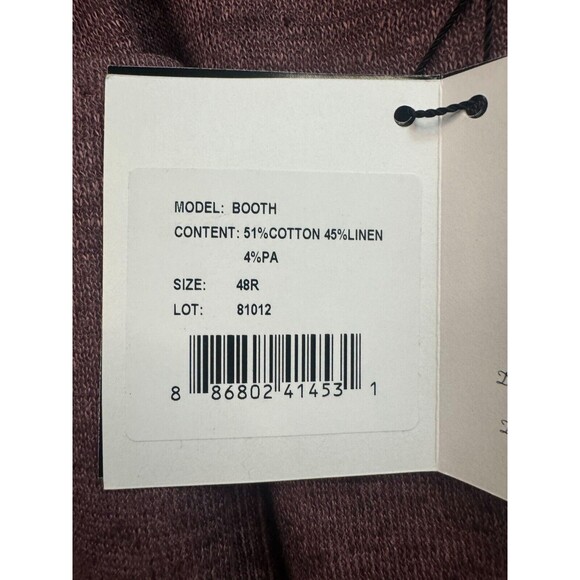 MODEL: BOOTH
CONTENT: 51%COTTON 45%LINEN
4%PA
SIZE: 48R
LOT: 81012
8 86802 41453 1